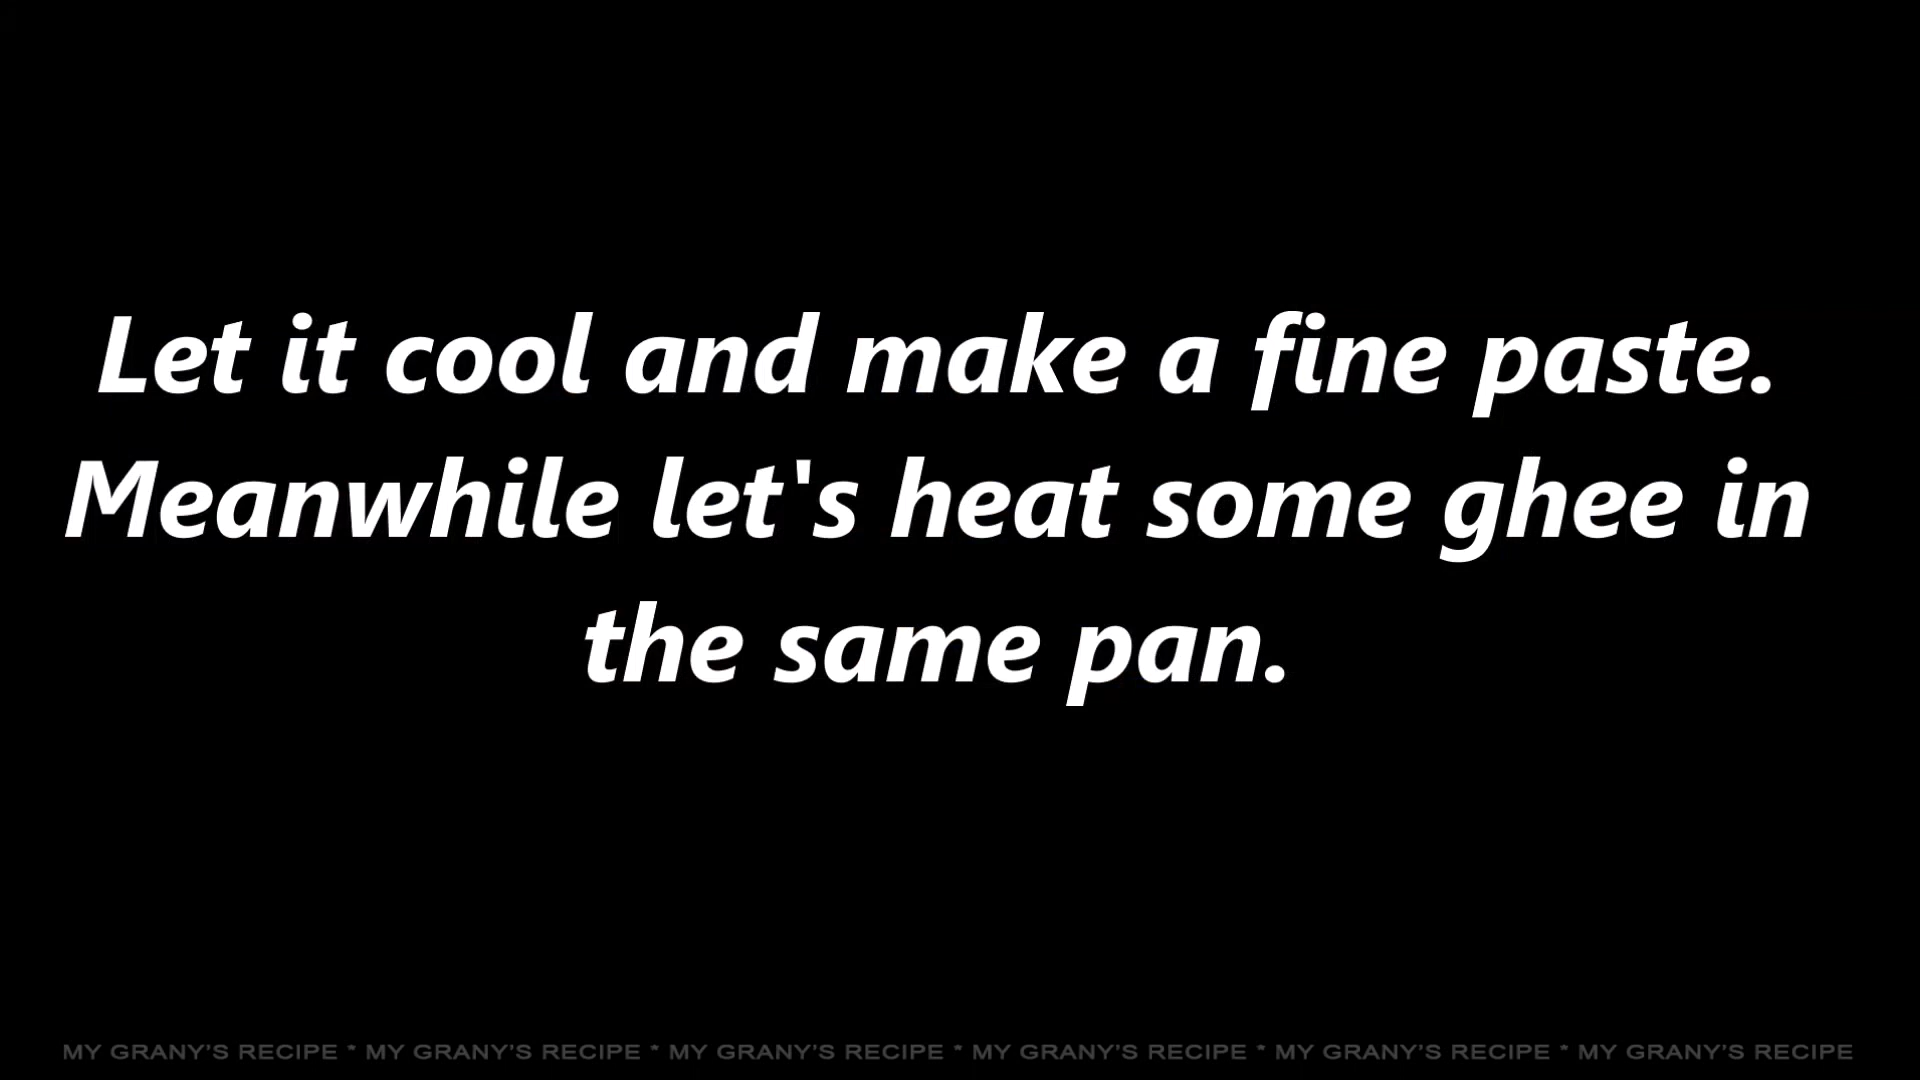 Let it cool and make a fine paste.
Meanwhile let's heat some ghee in
the same pan.
MY GRANY'S RECIPE * MY GRANY'S RECIPE * MY GRANY'S RECIPE * MY GRANY'S RECIPE * MY GRANY'S RECIPE * MY GRANY'S RECIPE